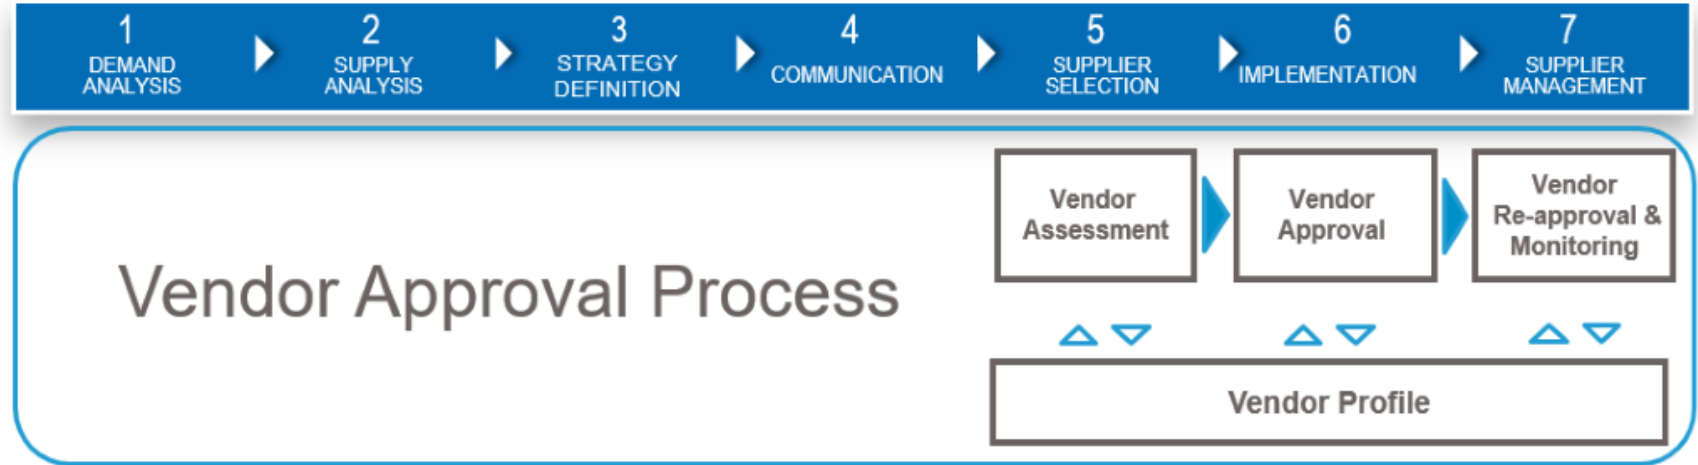 1
DEMAND
ANALYSIS
2
SUPPLY
ANALYSIS
3
STRATEGY
DEFINITION
4
COMMUNICATION
5
SUPPLIER
SELECTION
6
IMPLEMENTATION
7
SUPPLIER
MANAGEMENT
Vendor Approval Process
Vendor
Assessment
Vendor
Approval
Vendor
Re-approval &
Monitoring
Vendor Profile